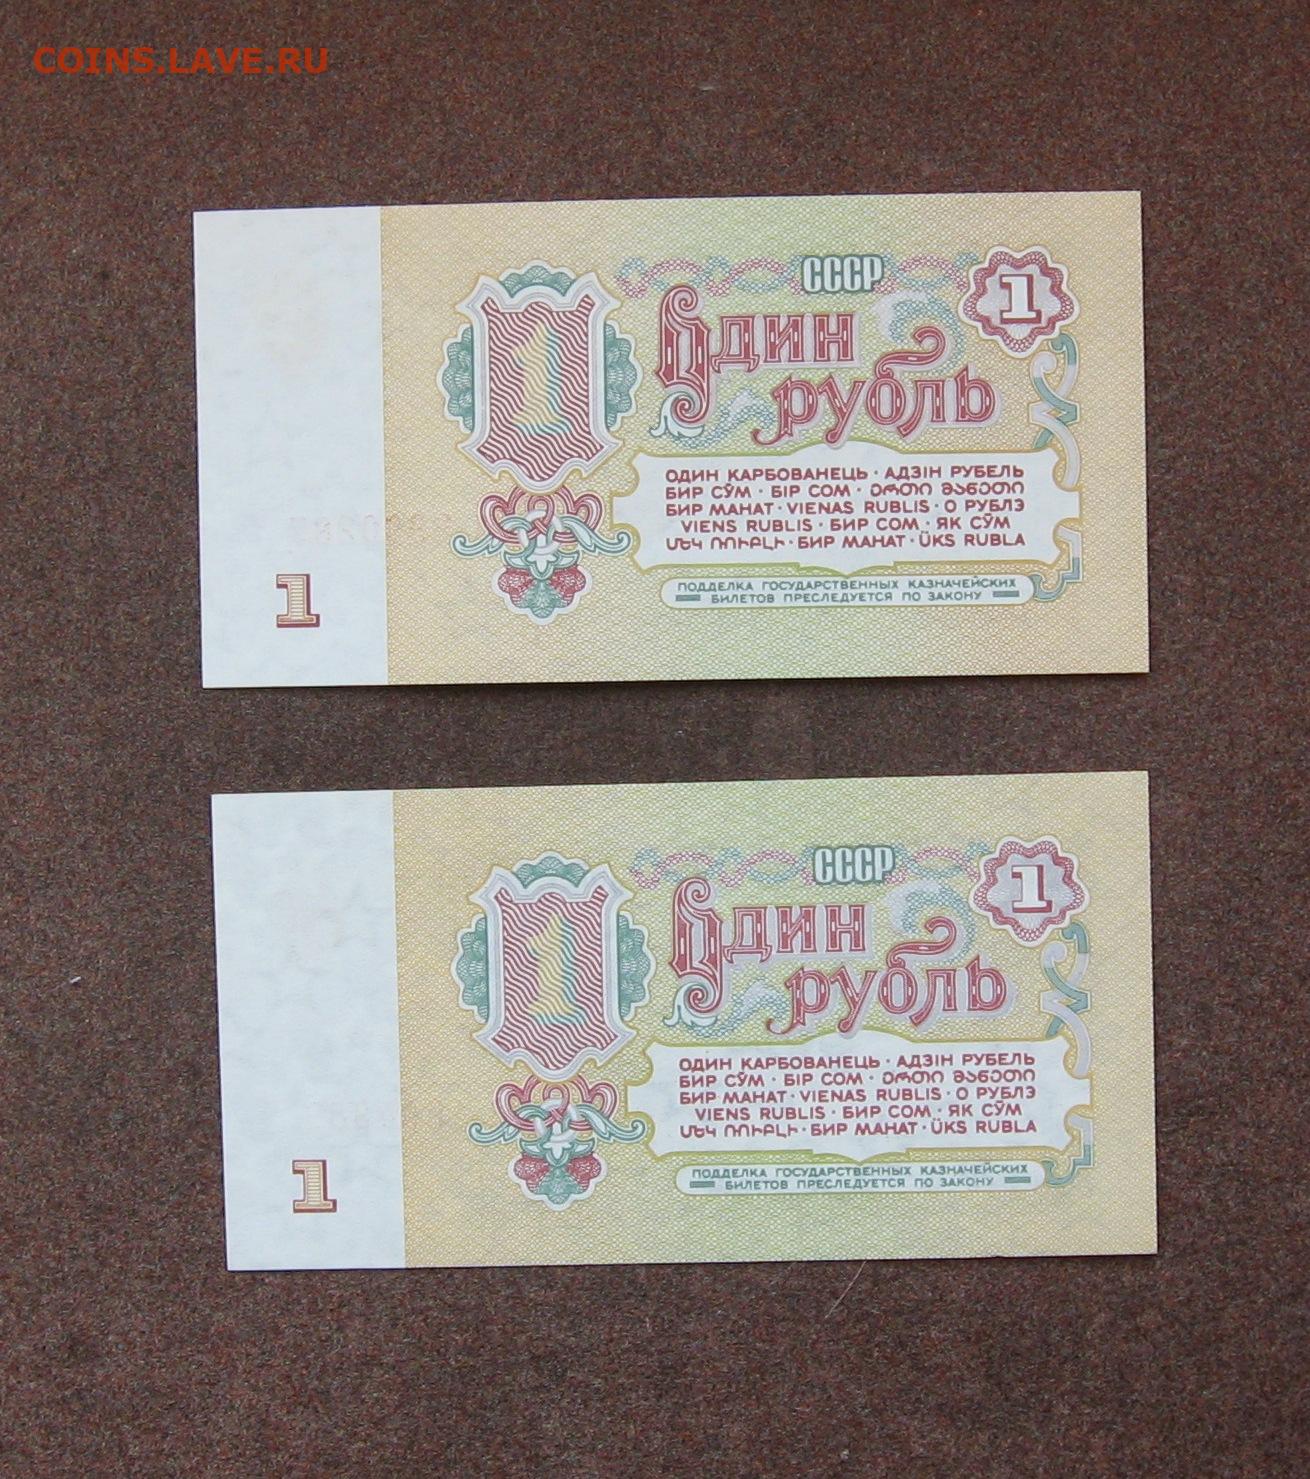 COINS.LAVE.RU
СССР
1
1
Один
рубль
ОДИН КАРБОВАНЕЦЬ · АДЗІН РУБЕЛЬ
БИР СЎМ · БІР СОМ · ᲔᲠᲗᲘ ᲛᲐᲜᲔᲗᲘ
БИР МАНАТ · VIENAS RUBLIS · О РУБЛЭ
VIENS RUBLIS · БИР СОМ · ЯК СӮМ
ՄԵԿ ՌՈՒԲԼԻ · БИР МАНАТ · ÜKS RUBLA
ПОДДЕЛКА ГОСУДАРСТВЕННЫХ КАЗНАЧЕЙСКИХ
БИЛЕТОВ ПРЕСЛЕДУЕТСЯ ПО ЗАКОНУ
1
СССР
1
1
Один
рубль
ОДИН КАРБОВАНЕЦЬ · АДЗІН РУБЕЛЬ
БИР СЎМ · БІР СОМ · ᲔᲠᲗᲘ ᲛᲐᲜᲔᲗᲘ
БИР МАНАТ · VIENAS RUBLIS · О РУБЛЭ
VIENS RUBLIS · БИР СОМ · ЯК СӮМ
ՄԵԿ ՌՈՒԲԼԻ · БИР МАНАТ · ÜKS RUBLA
ПОДДЕЛКА ГОСУДАРСТВЕННЫХ КАЗНАЧЕЙСКИХ
БИЛЕТОВ ПРЕСЛЕДУЕТСЯ ПО ЗАКОНУ
1